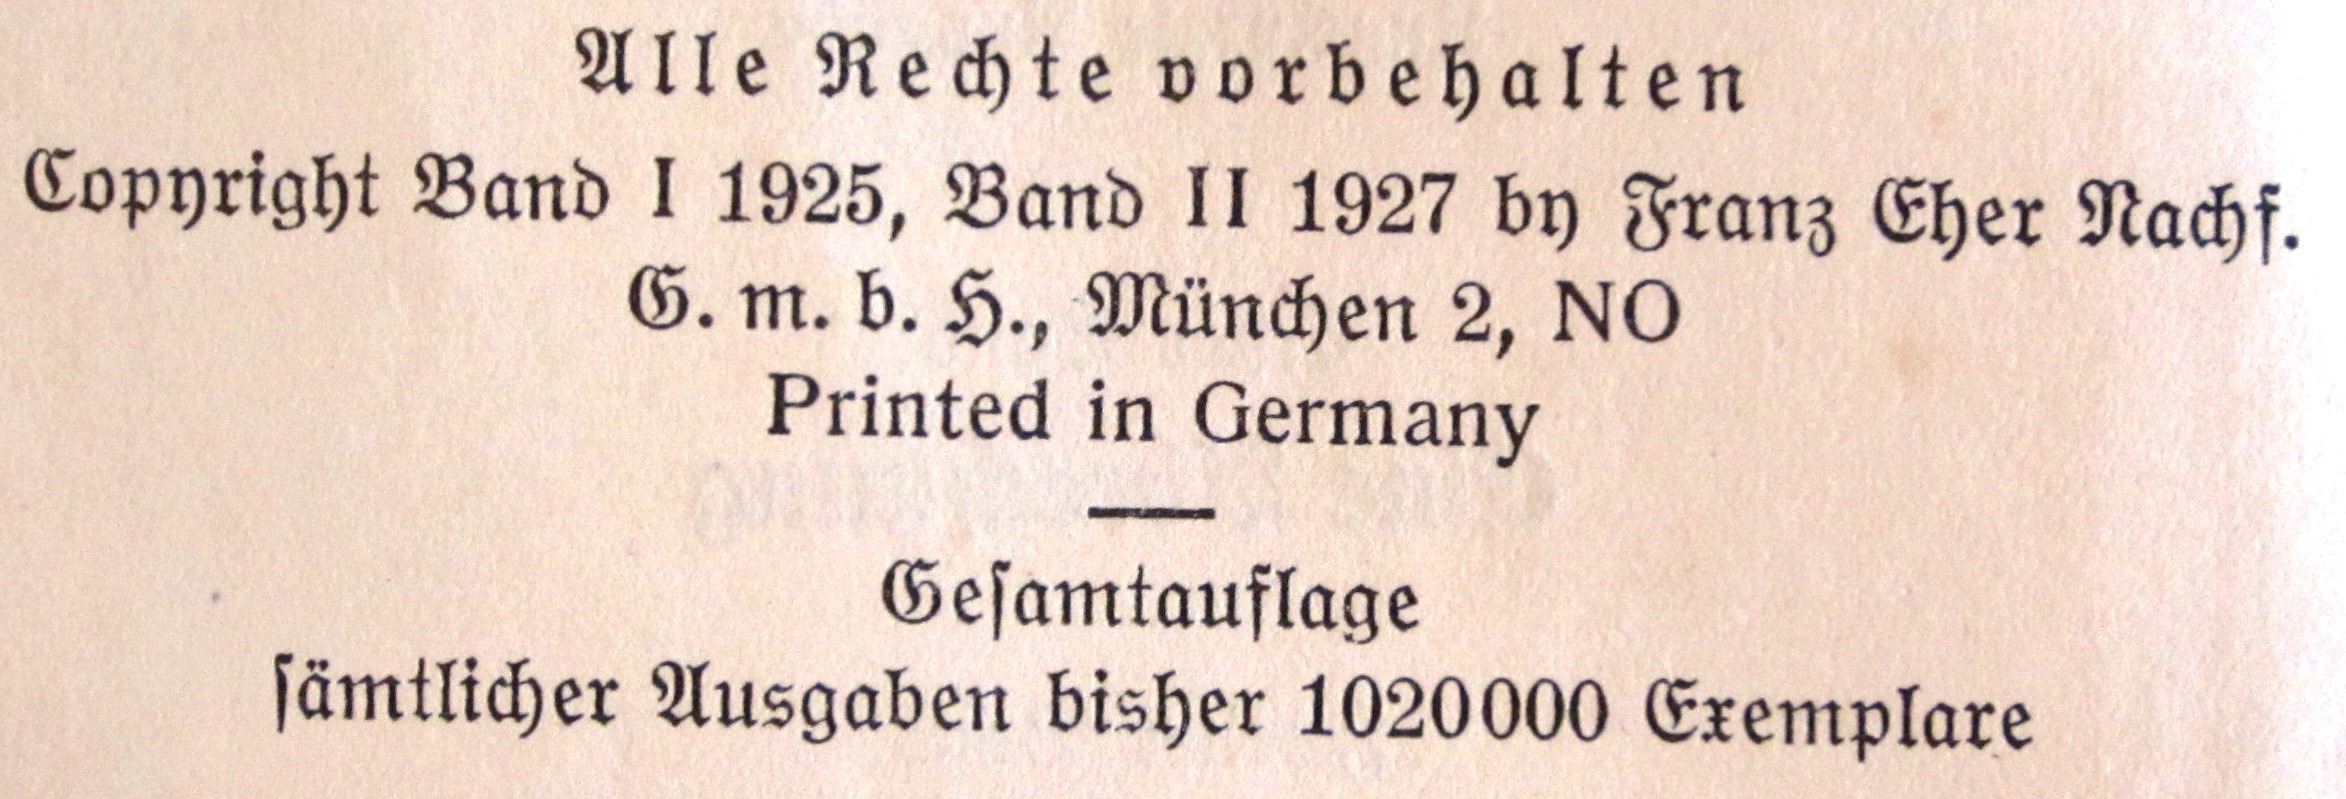 Alle Rechte vorbehalten
Copyright Band I 1925, Band II 1927 by Franz Eher Nachf.
G. m. b. H., München 2, NO
Printed in Germany
Geſamtauflage
ſämtlicher Ausgaben bisher 1020000 Exemplare